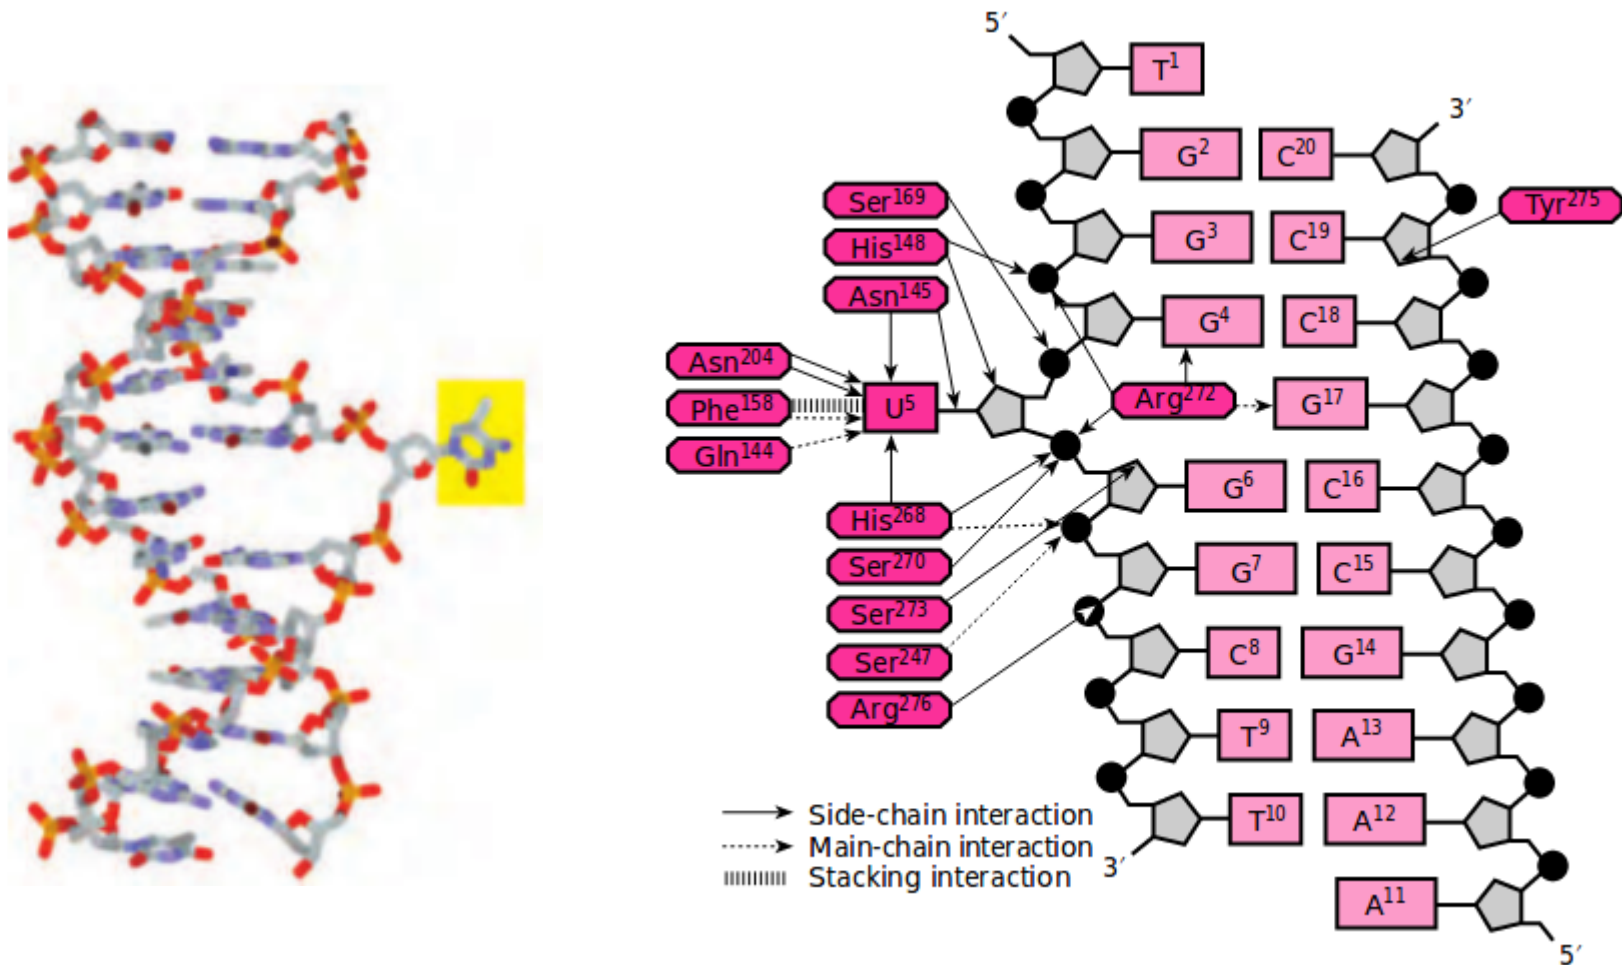 5′
T1
3′
G2 C20
Ser169
Tyr275
G3 C19
His148
Asn145
G4 C18
Asn204
Arg272
Phe158
U5
G17
Gln144
G6 C16
His268
Ser270
G7 C15
Ser273
Ser247
C8 G14
Arg276
T9 A13
Side-chain interaction
T10 A12
Main-chain interaction
3′
Stacking interaction
A11
5′